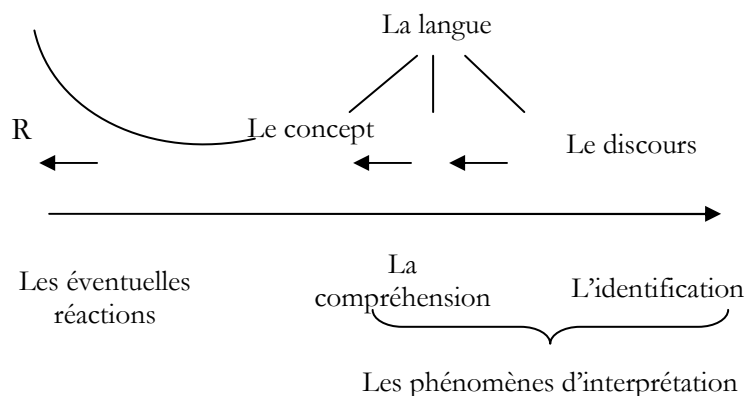 La langue
R
Le concept
Le discours
Les éventuelles
réactions
La
compréhension
L'identification
Les phénomènes d'interprétation